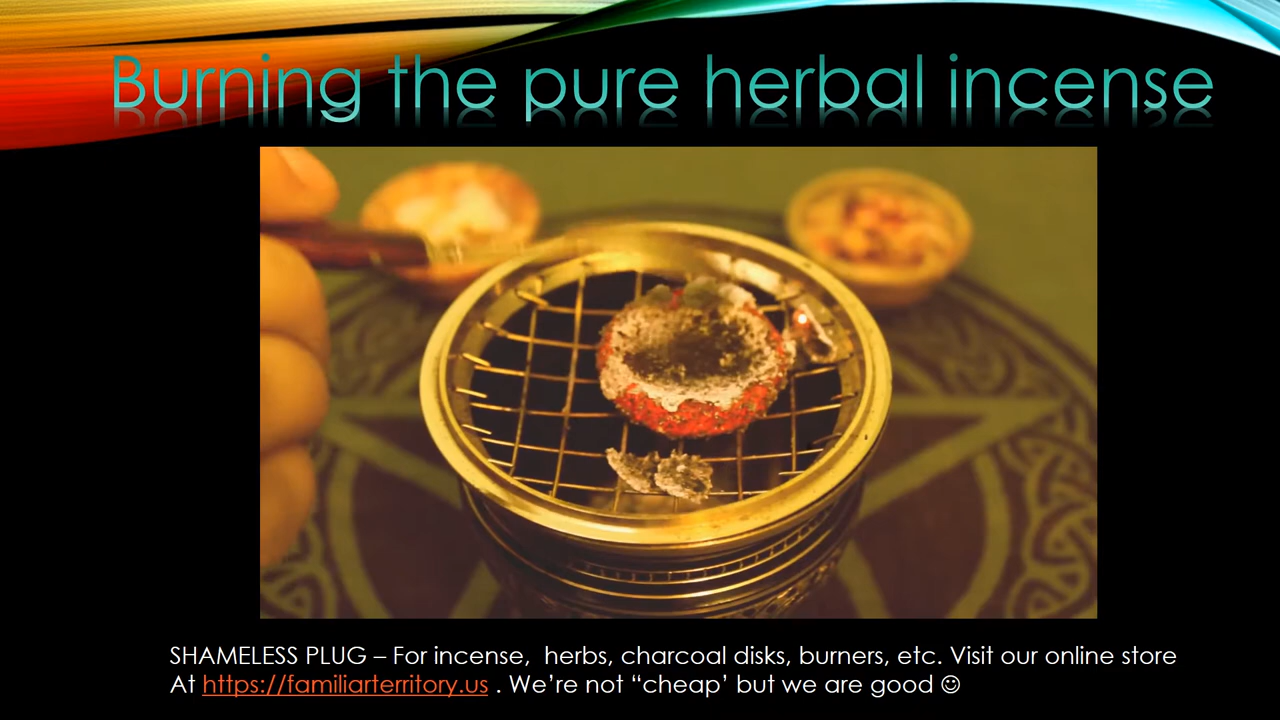 Burning the pure herbal incense
SHAMELESS PLUG – For incense,  herbs, charcoal disks, burners, etc. Visit our online store
At https://familiarterritory.us . We’re not “cheap’ but we are good ☺